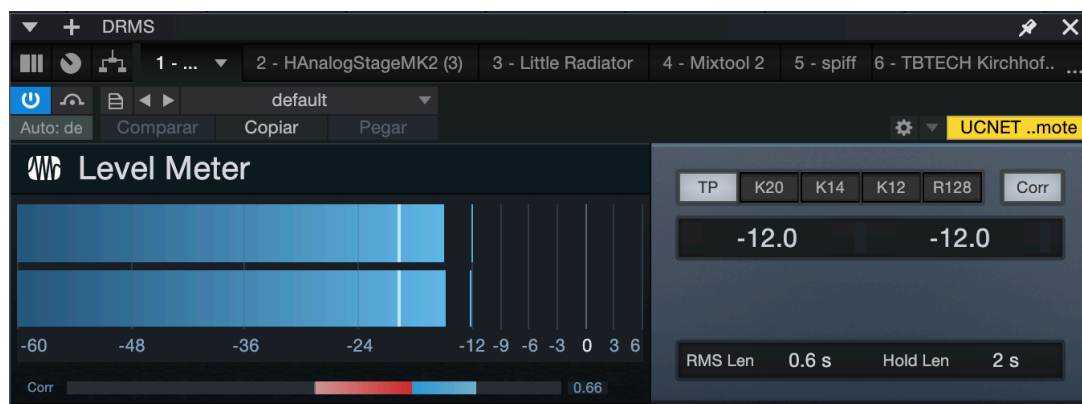 DRMS
1 - ... 2 - HAnalogStageMK2 (3) 3 - Little Radiator 4 - Mixtool 2 5 - spiff 6 - TBTECH Kirchhof.. ...
default
Auto: de Comparar Copiar Pegar UCNET ..mote
Level Meter
TP K20 K14 K12 R128 Corr
-12.0 -12.0
-60 -48 -36 -24 -12 -9 -6 -3 0 3 6
RMS Len 0.6 s Hold Len 2 s
Corr 0.66